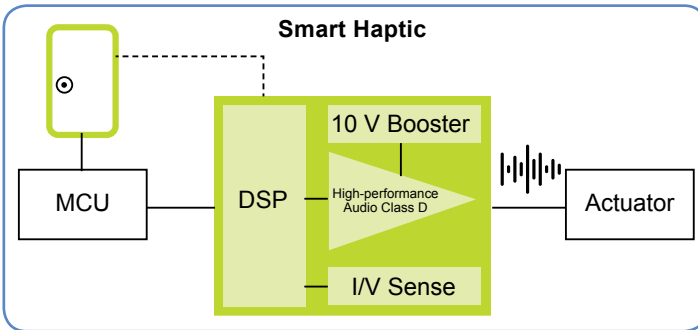 Smart Haptic
10 V Booster
MCU
DSP
High-performance
Audio Class D
Actuator
I/V Sense